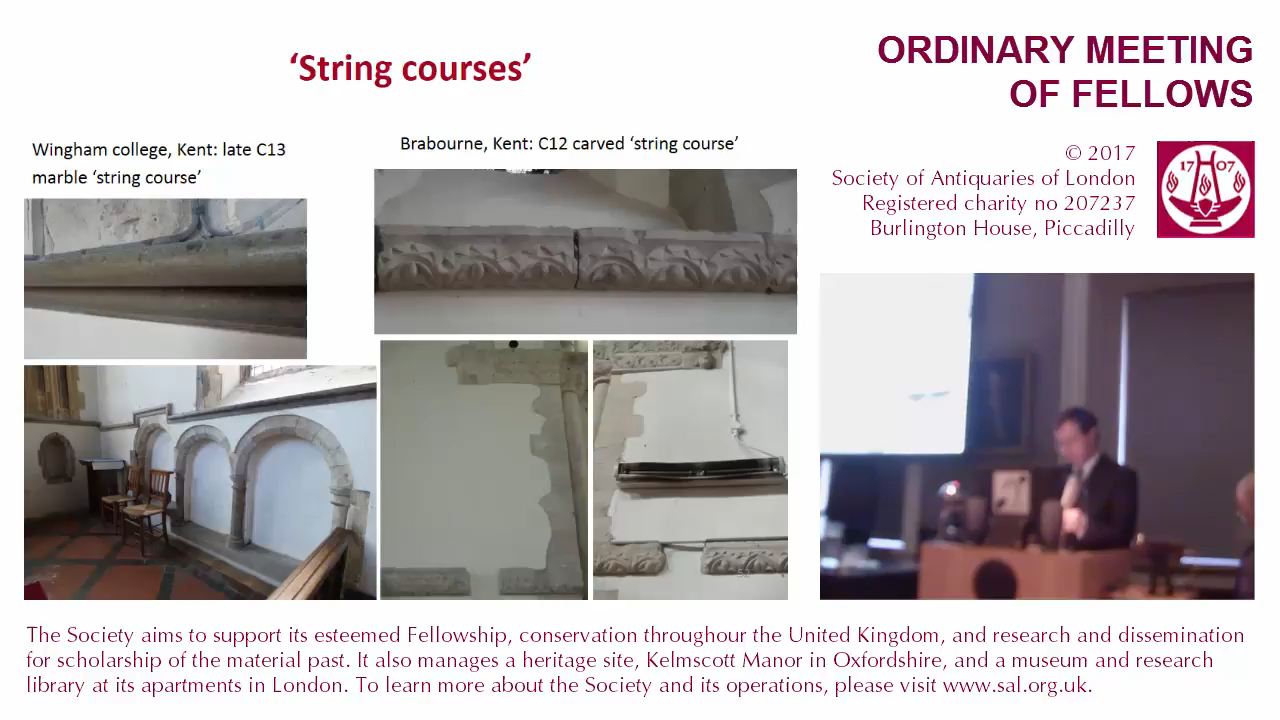 ‘String courses’
ORDINARY MEETING
OF FELLOWS
Wingham college, Kent: late C13
marble ‘string course’
Brabourne, Kent: C12 carved ‘string course’
© 2017
Society of Antiquaries of London
Registered charity no 207237
Burlington House, Piccadilly
17 07
The Society aims to support its esteemed Fellowship, conservation throughour the United Kingdom, and research and dissemination
for scholarship of the material past. It also manages a heritage site, Kelmscott Manor in Oxfordshire, and a museum and research
library at its apartments in London. To learn more about the Society and its operations, please visit www.sal.org.uk.